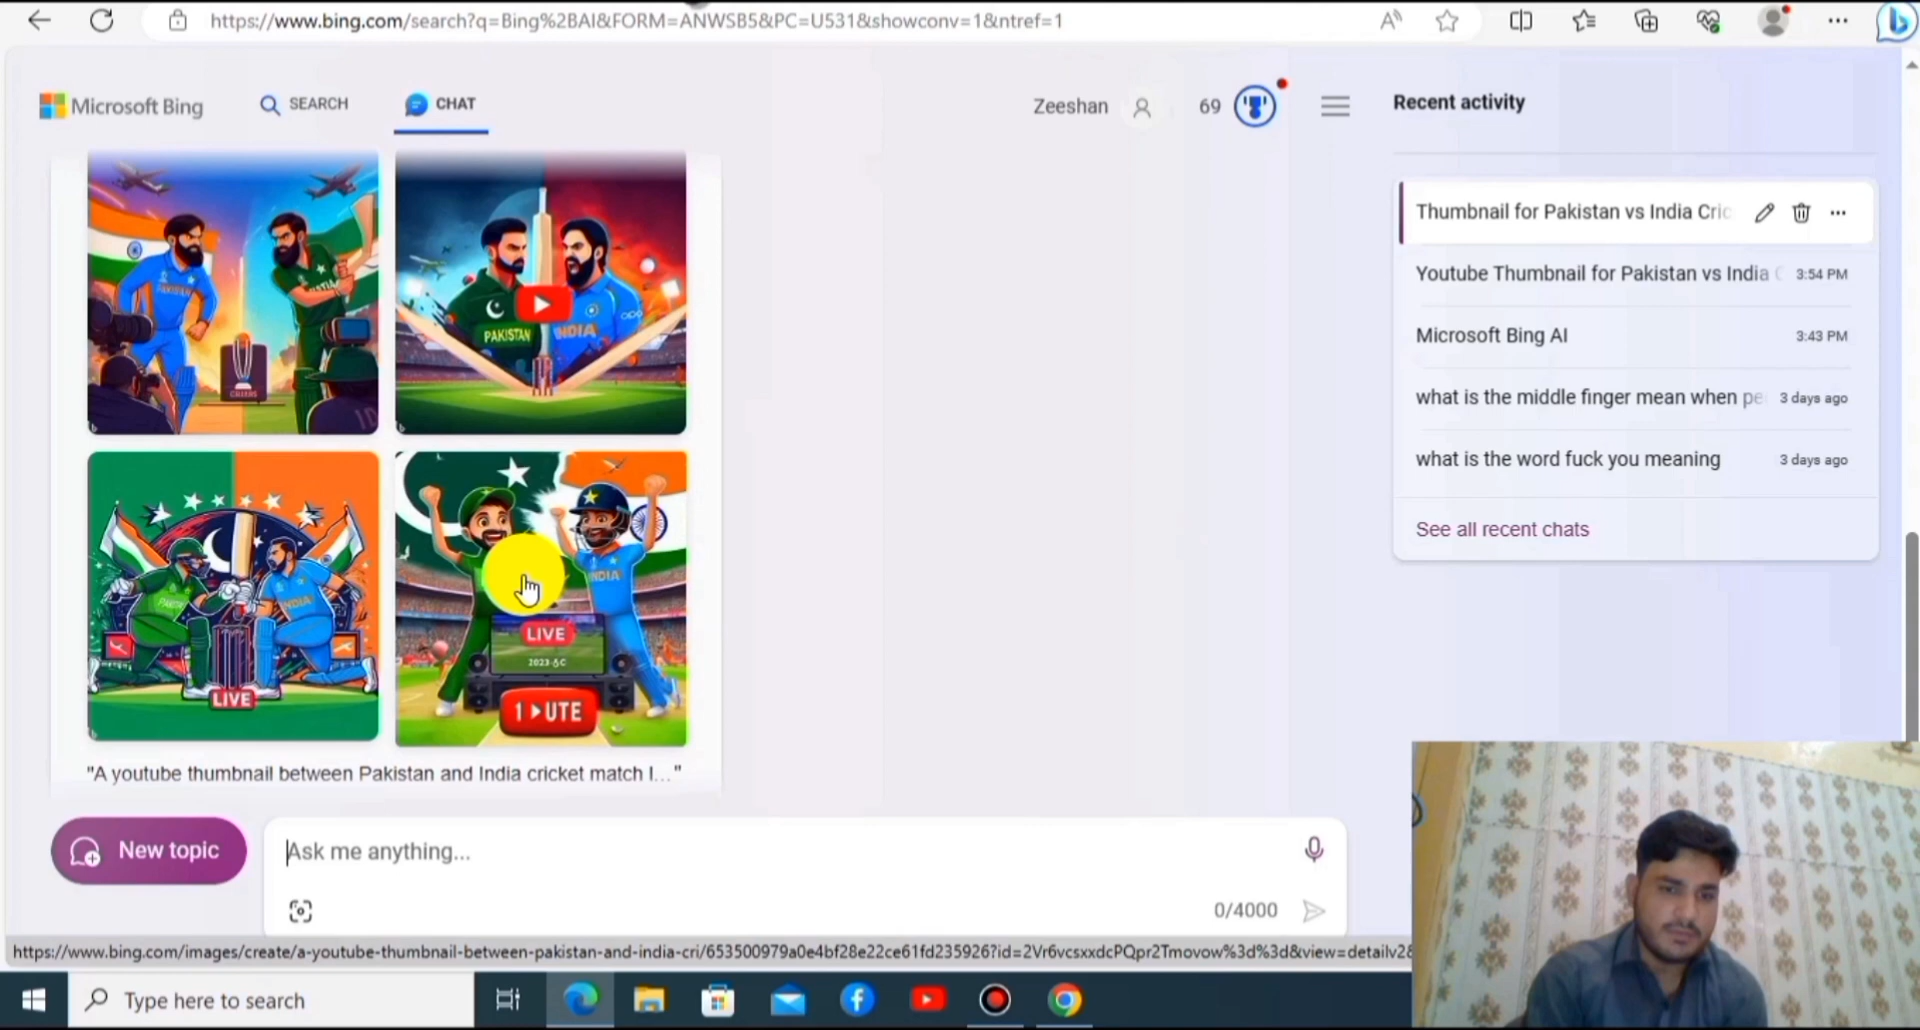 https://www.bing.com/search?q=Bing%2BAI&FORM=ANWSB5&PC=U531&showconv=1&ntref=1
Microsoft Bing
SEARCH
CHAT
Zeeshan
69
Recent activity
Thumbnail for Pakistan vs India Cric
Youtube Thumbnail for Pakistan vs India
3:54 PM
Microsoft Bing AI
3:43 PM
what is the middle finger mean when pe
3 days ago
what is the word fuck you meaning
3 days ago
See all recent chats
PAKISTAN
INDIA
INDIA
LIVE
INDIA
LIVE
1 UTE
"A youtube thumbnail between Pakistan and India cricket match l..."
New topic
Ask me anything...
0/4000
https://www.bing.com/images/create/a-youtube-thumbnail-between-pakistan-and-india-cri/653500979a0e4bf28e22ce61fd235926?id=2Vr6vcsxxdcPQpr2Tmovow%3d%3d&view=detailv2&
Type here to search